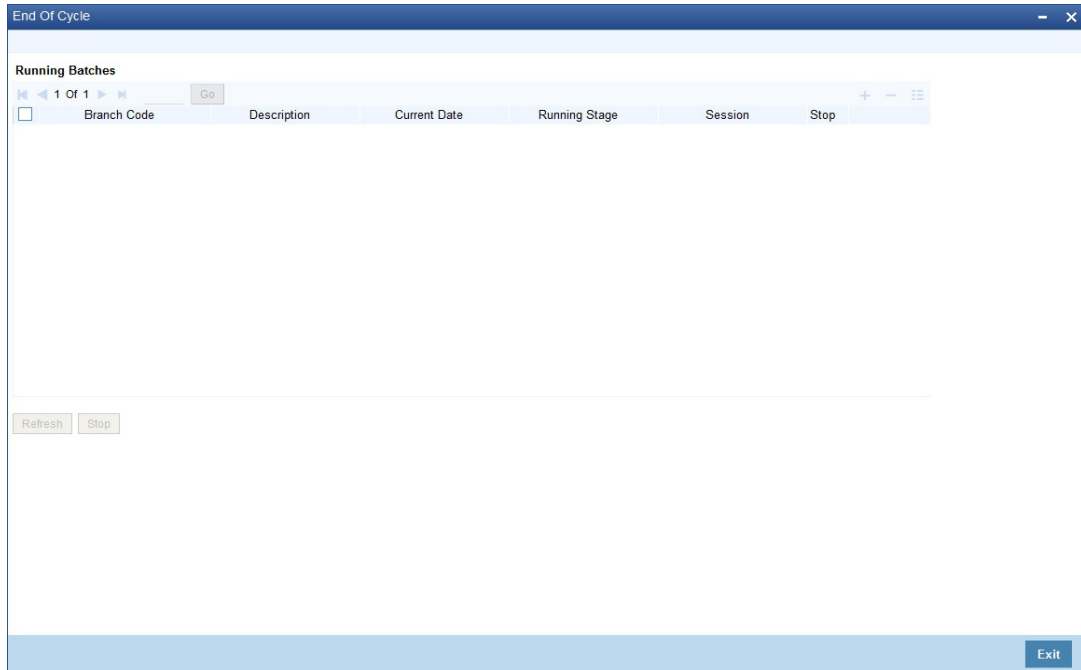 End Of Cycle
Running Batches
1 Of 1 Go
Branch Code Description Current Date Running Stage Session Stop
Refresh Stop
Exit